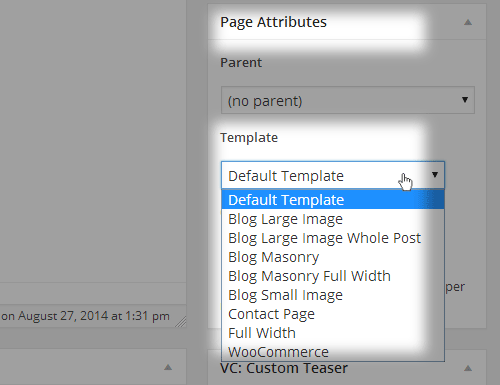 Page Attributes
Parent
(no parent)
Template
Default Template
Default Template
Blog Large Image
Blog Large Image Whole Post
Blog Masonry
Blog Masonry Full Width
Blog Small Image
per
Contact Page
on August 27, 2014 at 1:31 pm
Full Width
WooCommerce
VC: Custom Teaser